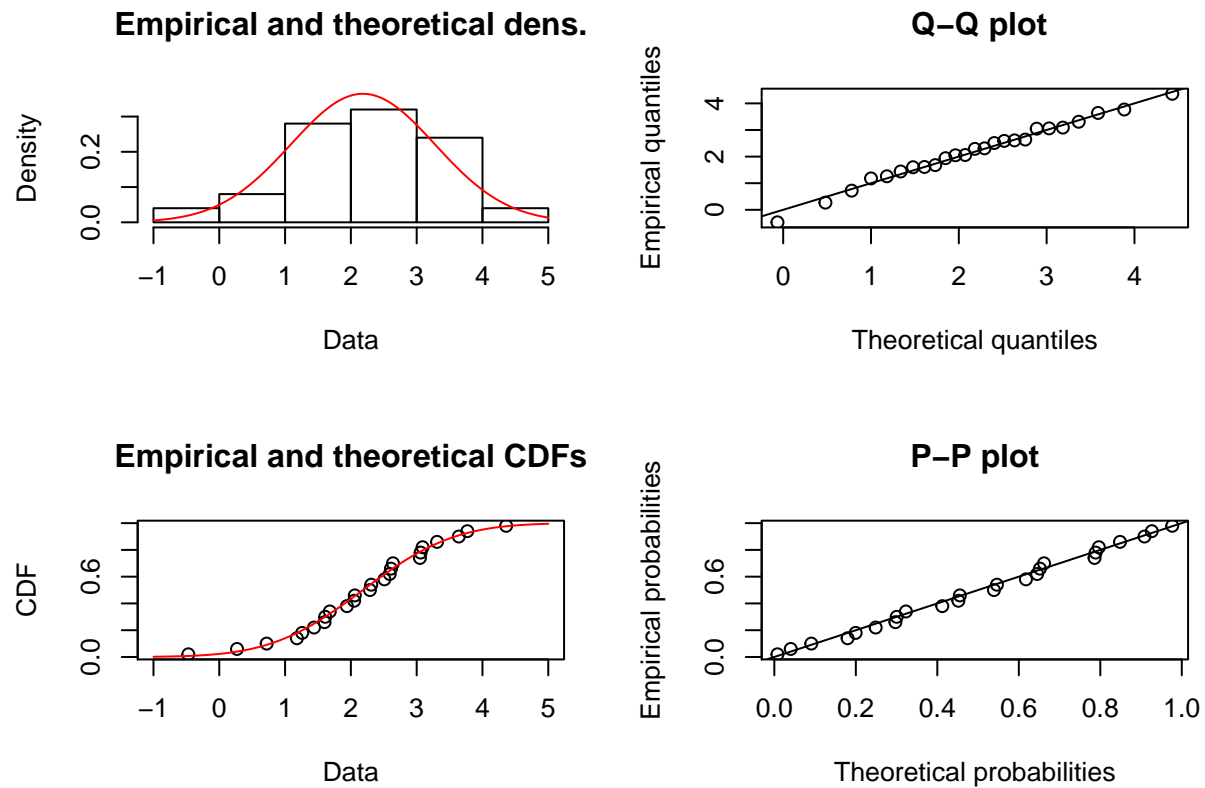 Empirical and theoretical dens.
Density
0.0 0.2
−1 0 1 2 3 4 5
Data
Q−Q plot
Empirical quantiles
0 2 4
0 1 2 3 4
Theoretical quantiles
Empirical and theoretical CDFs
CDF
0.0 0.6
−1 0 1 2 3 4 5
Data
P−P plot
Empirical probabilities
0.0 0.6
0.0 0.2 0.4 0.6 0.8 1.0
Theoretical probabilities